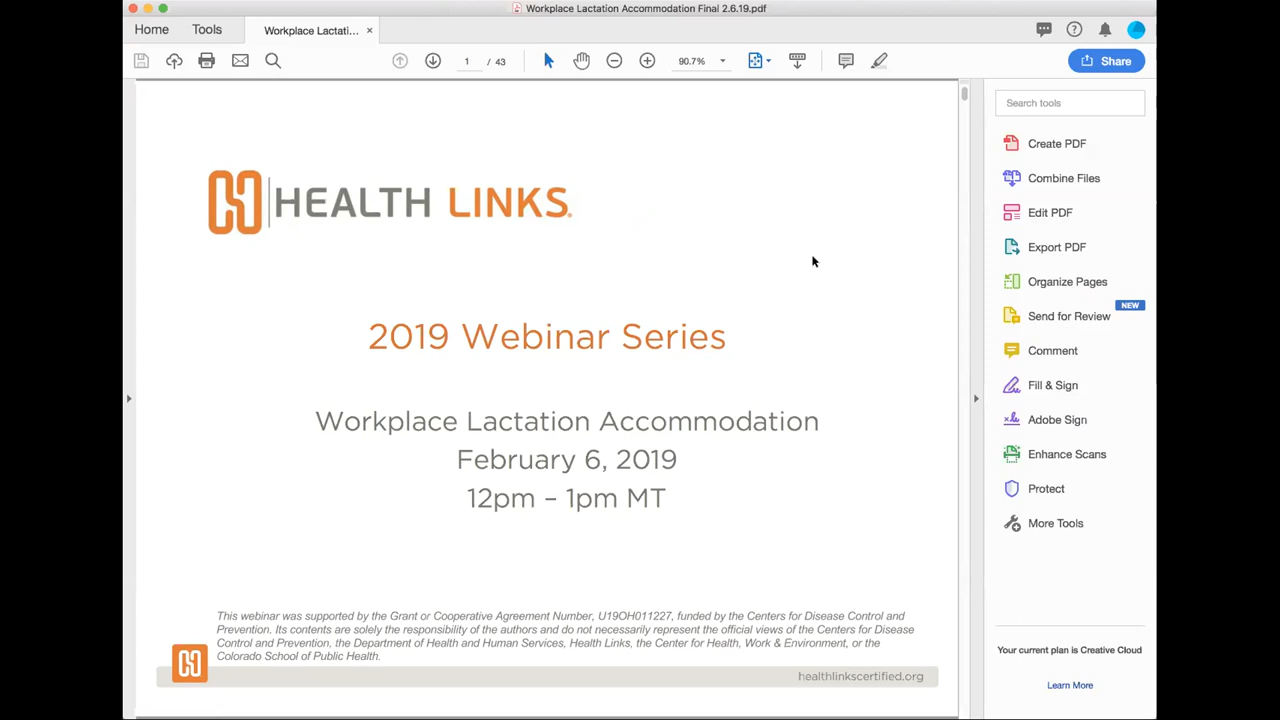 Workplace Lactation Accommodation Final 2.6.19.pdf
Home
Tools
Workplace Lactati... ×
1 / 43
90.7%
Share
HEALTH LINKS®
2019 Webinar Series
Workplace Lactation Accommodation
February 6, 2019
12pm – 1pm MT
This webinar was supported by the Grant or Cooperative Agreement Number, U19OH011227, funded by the Centers for Disease Control and
Prevention. Its contents are solely the responsibility of the authors and do not necessarily represent the official views of the Centers for Disease
Control and Prevention, the Department of Health and Human Services, Health Links, the Center for Health, Work & Environment, or the
Colorado School of Public Health.
healthlinkscertified.org
Search tools
Create PDF
Combine Files
Edit PDF
Export PDF
Organize Pages
NEW
Send for Review
Comment
Fill & Sign
Adobe Sign
Enhance Scans
Protect
More Tools
Your current plan is Creative Cloud
Learn More